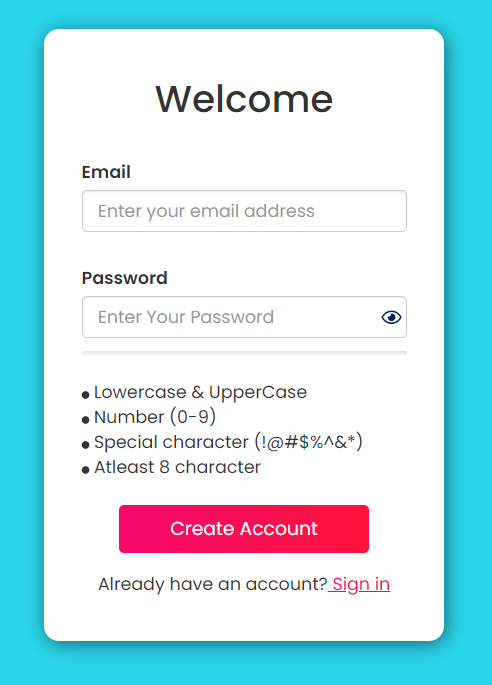 Welcome
Email
Enter your email address
Password
Enter Your Password
● Lowercase & UpperCase
● Number (0-9)
● Special character (!@#$%^&*)
● Atleast 8 character
Create Account
Already have an account? Sign in